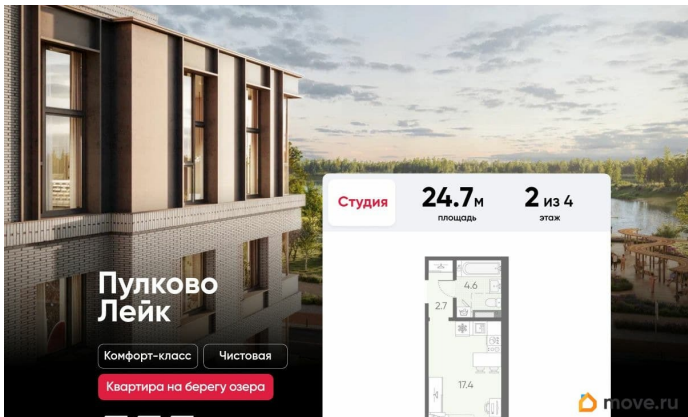 Студия
24.7 м
площадь
2 из 4
этаж
Пулково
Лейк
4.6
2.7
Комфорт-класс
Чистовая
Квартира на берегу озера
17.4
move.ru